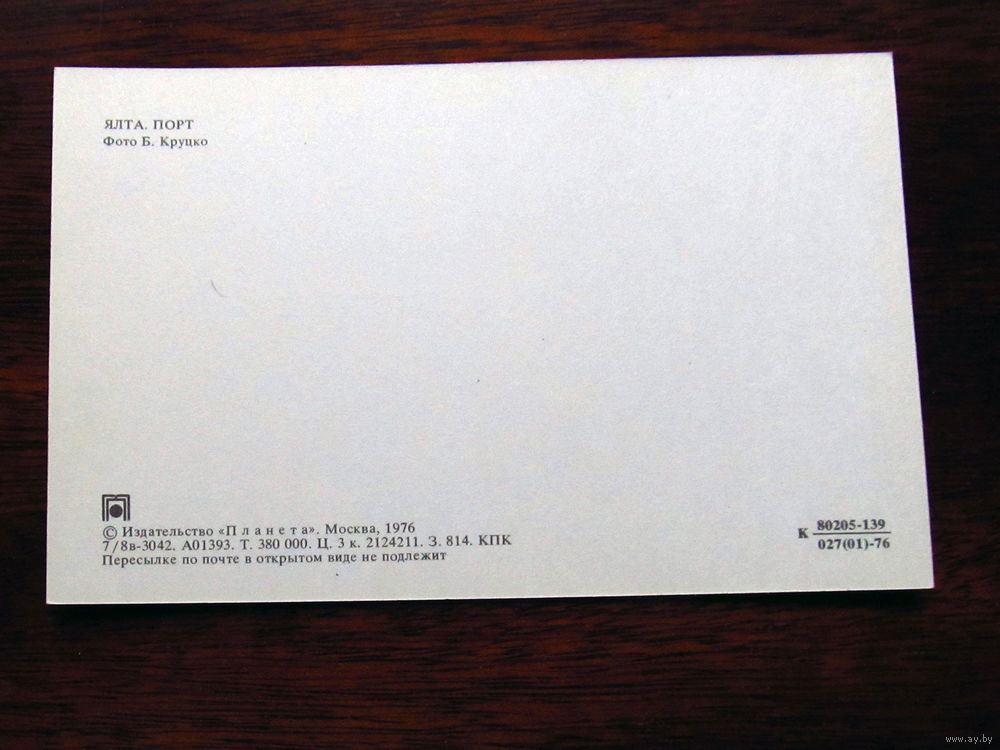 ЯЛТА. ПОРТ
Фото Б. Круцко
© Издательство «П л а н е т а». Москва, 1976
7/8в-3042. А01393. Т. 380 000. Ц. 3 к. 2124211. З. 814. КПК
Пересылке по почте в открытом виде не подлежит
К 80205-139
027(01)-76
www.ay.by